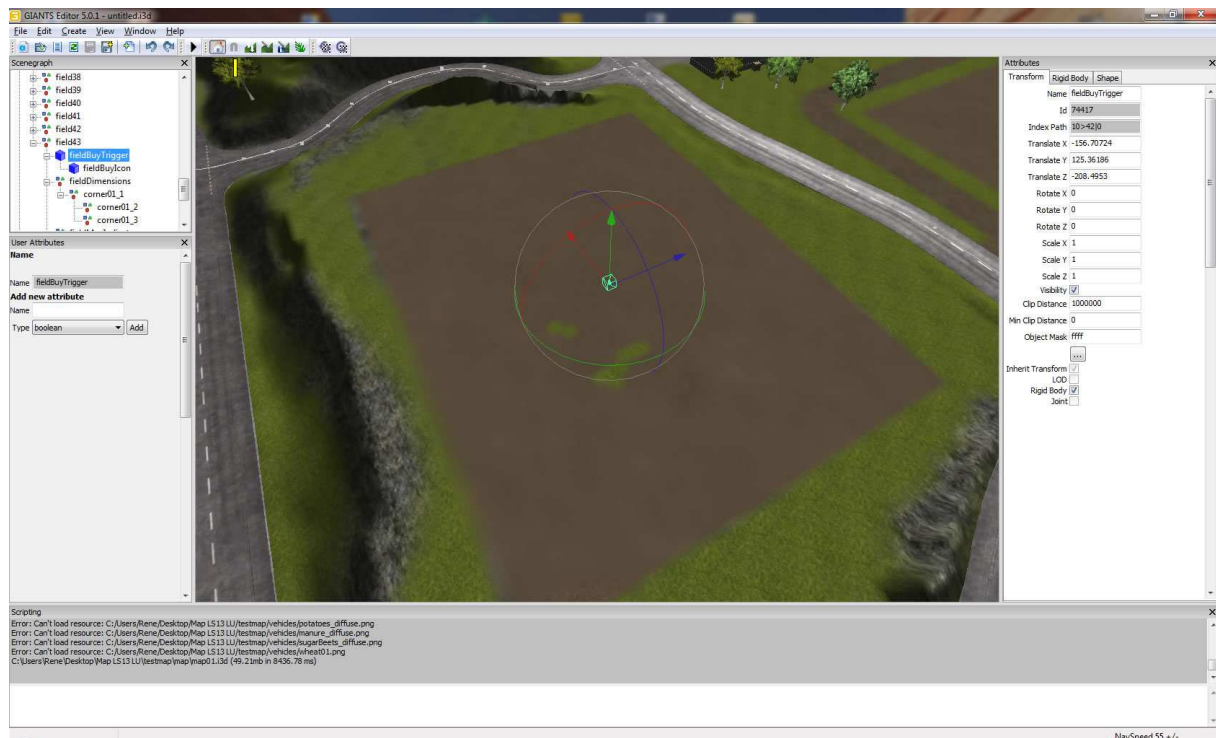 GIANTS Editor 5.0.1 - untitled.i3d
File Edit Create View Window Help
Scenegraph
field38
field39
field40
field41
field42
field43
fieldBuyTrigger
fieldBuyIcon
fieldDimensions
corner01_1
corner01_2
corner01_3
User Attributes
Name
Name fieldBuyTrigger
Add new attribute
Name
Type boolean Add
Attributes
Transform Rigid Body Shape
Name fieldBuyTrigger
Id 74417
Index Path 10>42|0
Translate X -156.70724
Translate Y 125.36186
Translate Z -208.4953
Rotate X 0
Rotate Y 0
Rotate Z 0
Scale X 1
Scale Y 1
Scale Z 1
Visibility
Clip Distance 1000000
Min Clip Distance 0
Object Mask ffff
...
Inherit Transform
LOD
Rigid Body
Joint
Scripting
Error: Can't load resource: C:/Users/Rene/Desktop/Map LS13 LU/testmap/vehicles/potatoes_diffuse.png
Error: Can't load resource: C:/Users/Rene/Desktop/Map LS13 LU/testmap/vehicles/manure_diffuse.png
Error: Can't load resource: C:/Users/Rene/Desktop/Map LS13 LU/testmap/vehicles/sugarBeets_diffuse.png
Error: Can't load resource: C:/Users/Rene/Desktop/Map LS13 LU/testmap/vehicles/wheat01.png
C:\Users\Rene\Desktop\Map LS13 LU\testmap\map\map01.i3d (49.21mb in 8436.78 ms)
NavSpeed 55 +/-